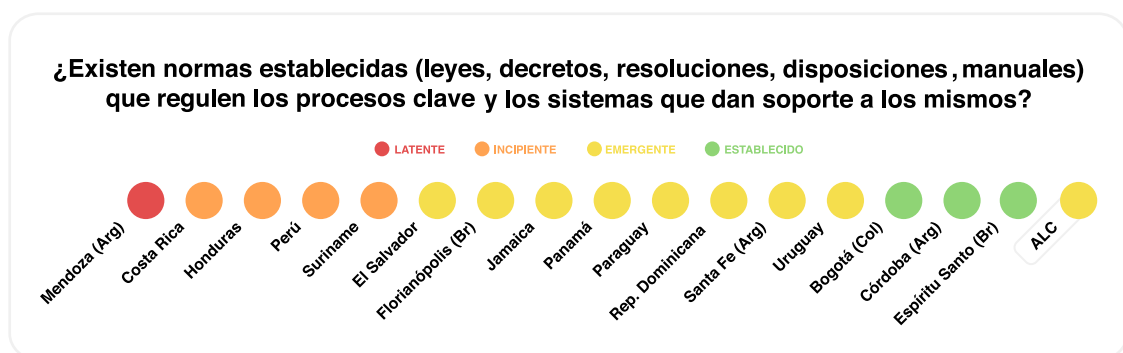 ¿Existen normas establecidas (leyes, decretos, resoluciones, disposiciones, manuales)
que regulen los procesos clave y los sistemas que dan soporte a los mismos?
LATENTE
INCIPIENTE
EMERGENTE
ESTABLECIDO
Mendoza (Arg)
Costa Rica
Honduras
Perú
Suriname
El Salvador
Florianópolis (Br)
Jamaica
Panamá
Paraguay
Rep. Dominicana
Santa Fe (Arg)
Uruguay
Bogotá (Col)
Córdoba (Arg)
Espíritu Santo (Br)
ALC